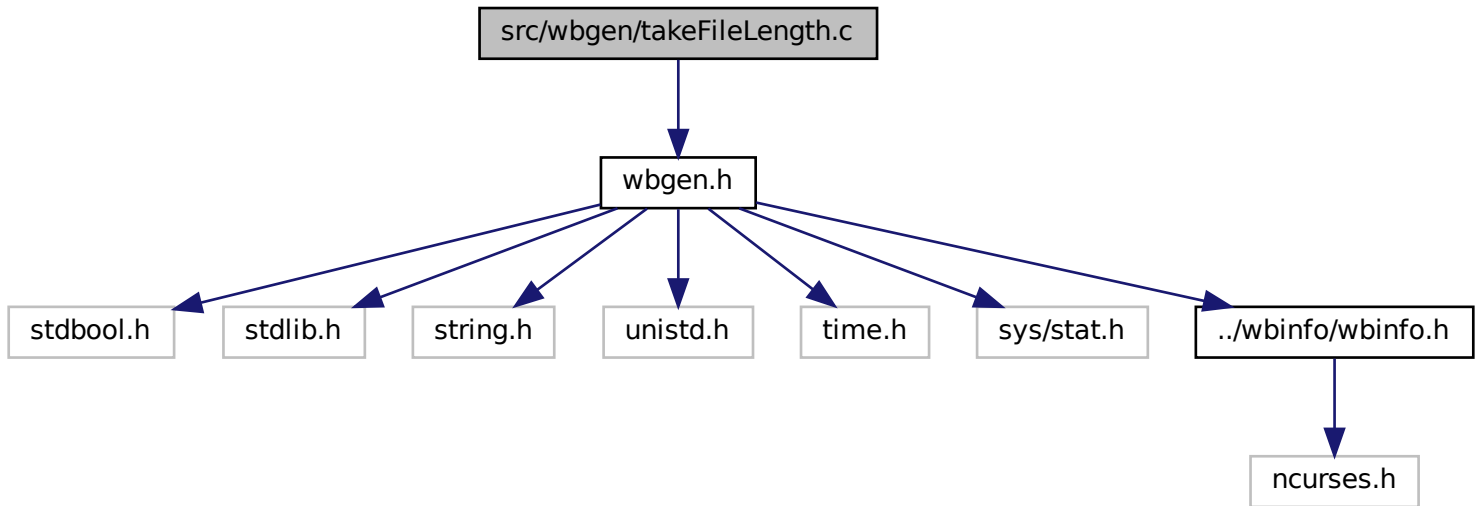 src/wbgen/takeFileLength.c
wbgen.h
stdbool.h
stdlib.h
string.h
unistd.h
time.h
sys/stat.h
../wbinfo/wbinfo.h
ncurses.h